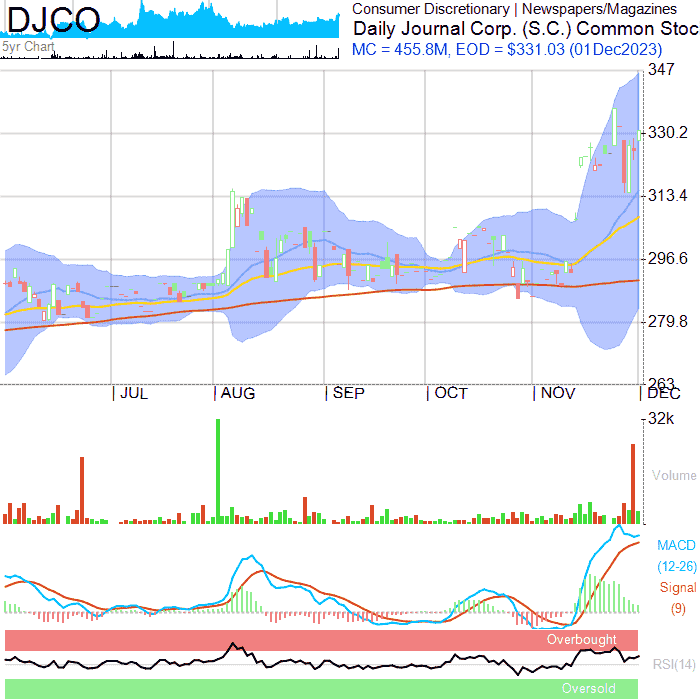 DJCO
5yr Chart
Consumer Discretionary | Newspapers/Magazines
Daily Journal Corp. (S.C.) Common Stoc
MC = 455.8M, EOD = $331.03 (01Dec2023)
347
330.2
313.4
296.6
279.8
263
JUL AUG SEP OCT NOV DEC
32k
Volume
MACD
(12-26)
Signal
(9)
Overbought
RSI(14)
Oversold